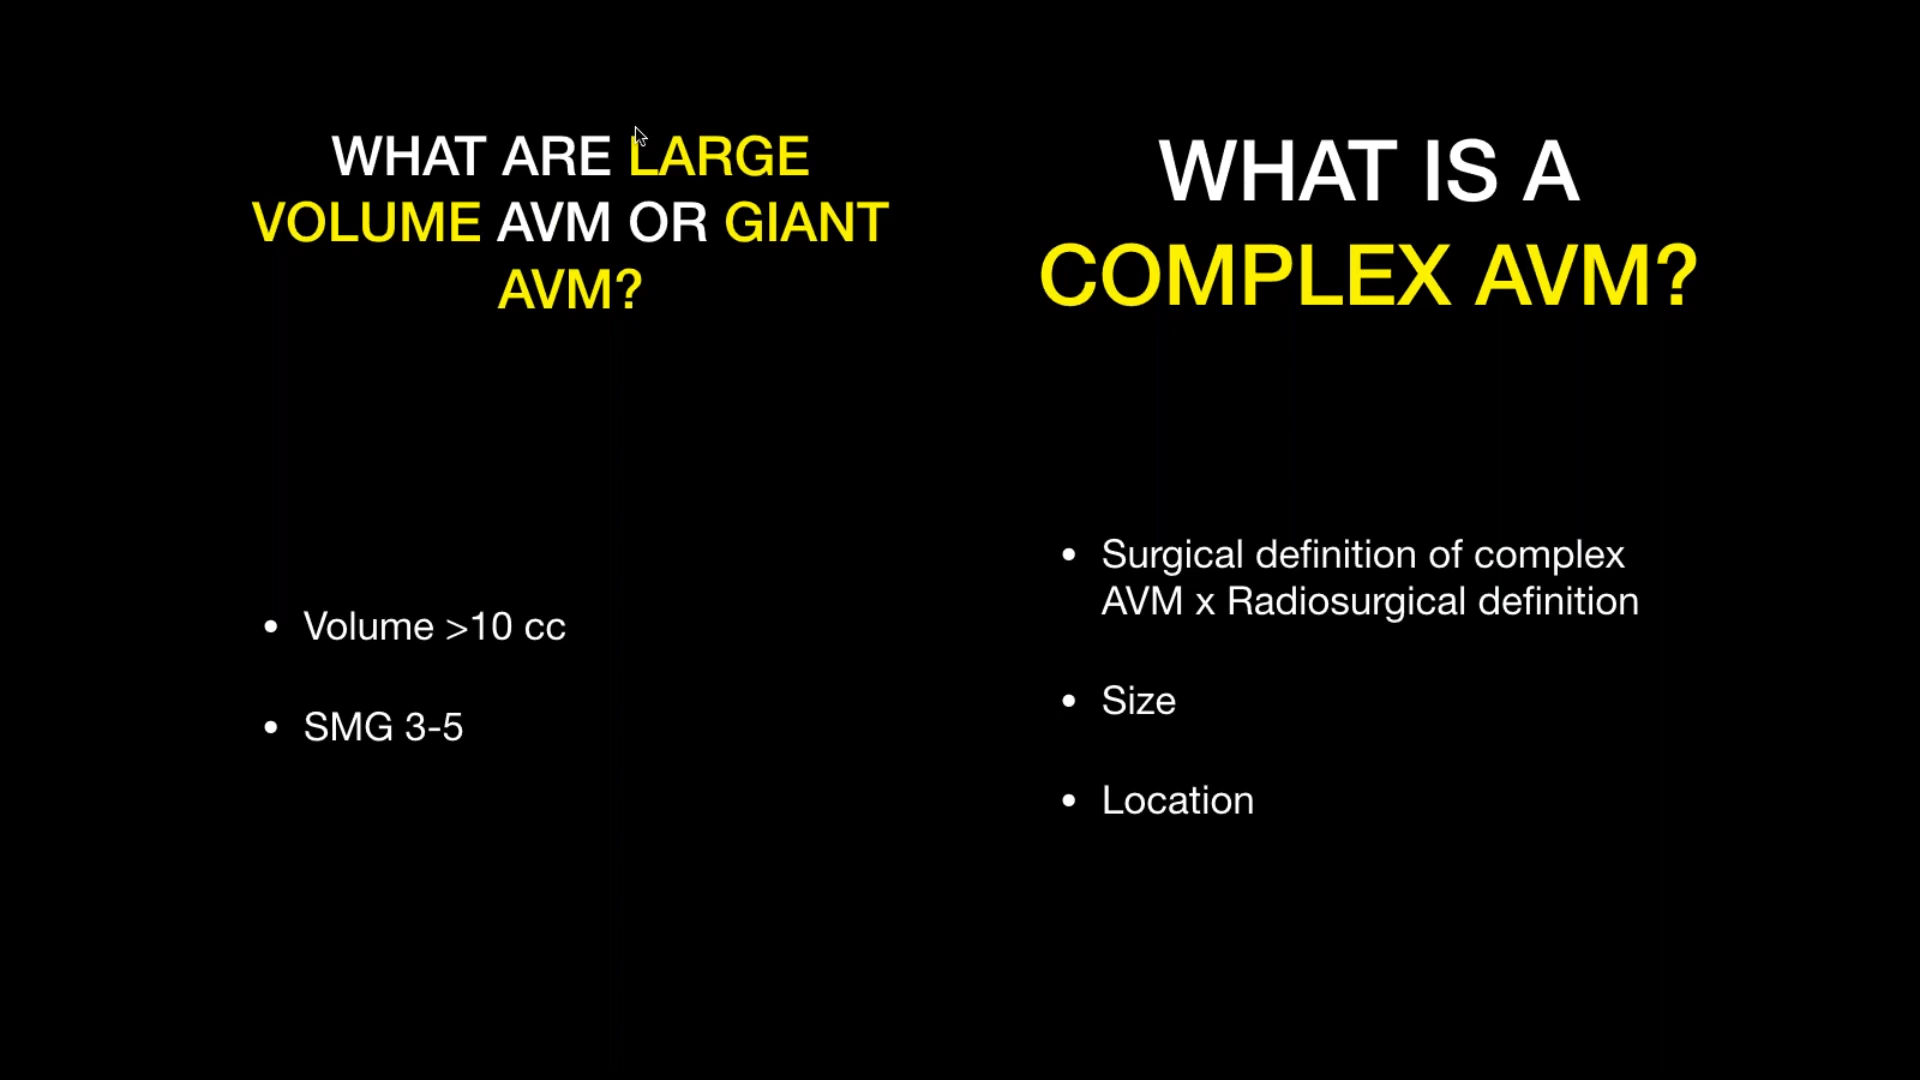 WHAT ARE LARGE
VOLUME AVM OR GIANT
AVM?
• Volume >10 cc
• SMG 3-5
WHAT IS A
COMPLEX AVM?
• Surgical definition of complex
AVM x Radiosurgical definition
• Size
• Location